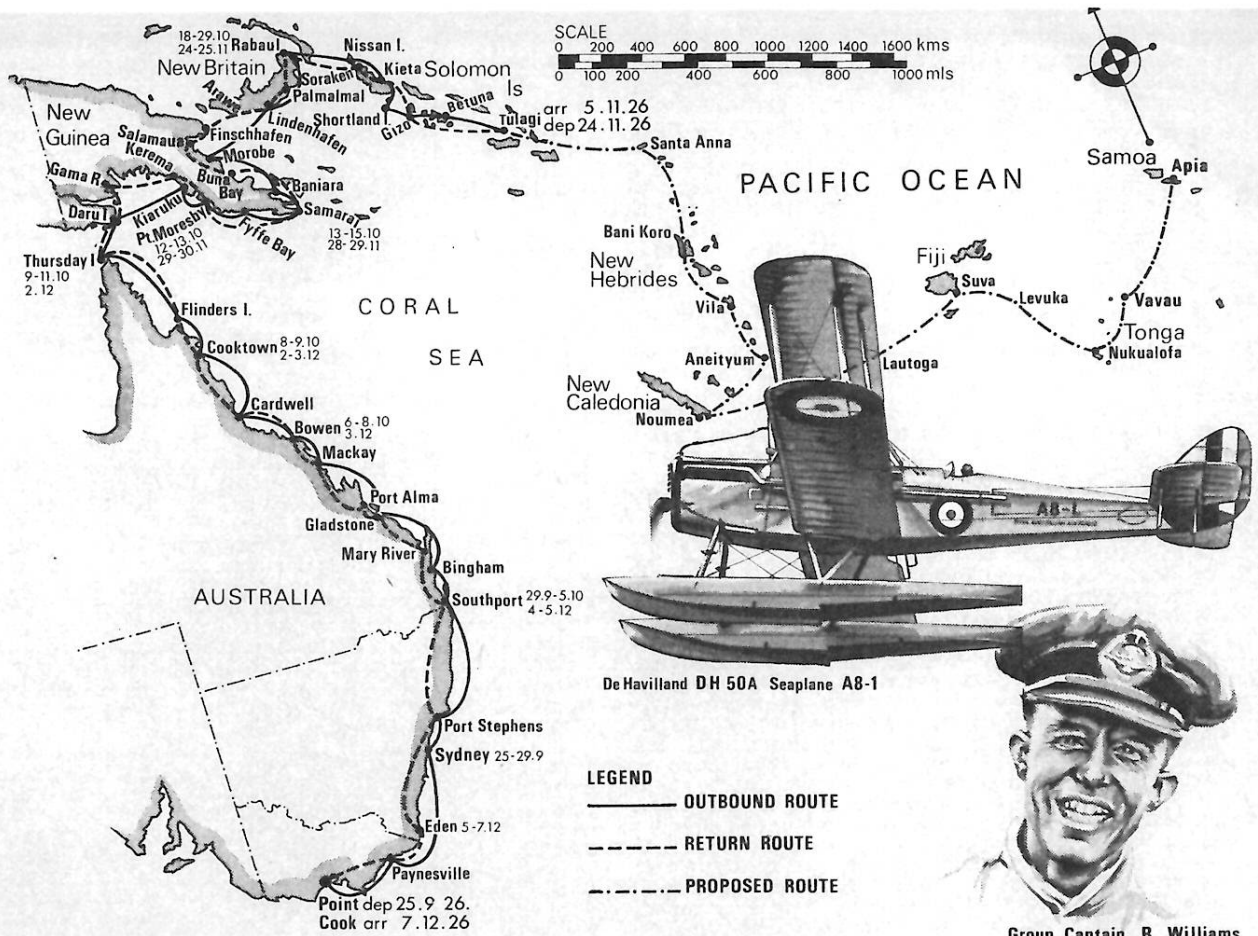 18-29.10
24-25.11
Rabaul
New Britain
Nissan I.
Kieta
Solomon
Is
Soraken
Arawe
Palmalmal
Lindenhafen
Shortland I
Gizo
Betuna
Tulagi
arr 5.11.26
dep 24.11.26
SCALE
0 200 400 600 800 1000 1200 1400 1600 kms
0 100 200 400 600 800 1000 mls
New
Guinea
Salamaua
Finschhafen
Morobe
Kerema
Buna
Bay
Gama R.
Baniara
Daru I
Kiaruku
Pt.Moresby
12-13.10
29-30.11
Fyffe Bay
Samarai
13-15.10
28-29.11
Thursday I
9-11.10
2.12
Santa Anna
PACIFIC OCEAN
Samoa
Apia
Bani Koro
New
Hebrides
Vila
Aneityum
New
Caledonia
Noumea
Fiji
Suva
Levuka
Lautoga
Vavau
Tonga
Nukualofa
CORAL
SEA
Flinders I.
Cooktown 8-9.10
2-3.12
Cardwell
Bowen 6-8.10
3.12
Mackay
Port Alma
Gladstone
Mary River
Bingham
AUSTRALIA
Southport 29.9-5.10
4-5.12
A8-1
De Havilland DH 50A Seaplane A8-1
Port Stephens
Sydney 25-29.9
Eden 5-7.12
Paynesville
Point dep 25.9 26.
Cook arr 7.12.26
LEGEND
OUTBOUND ROUTE
RETURN ROUTE
PROPOSED ROUTE
Group Captain R. Williams